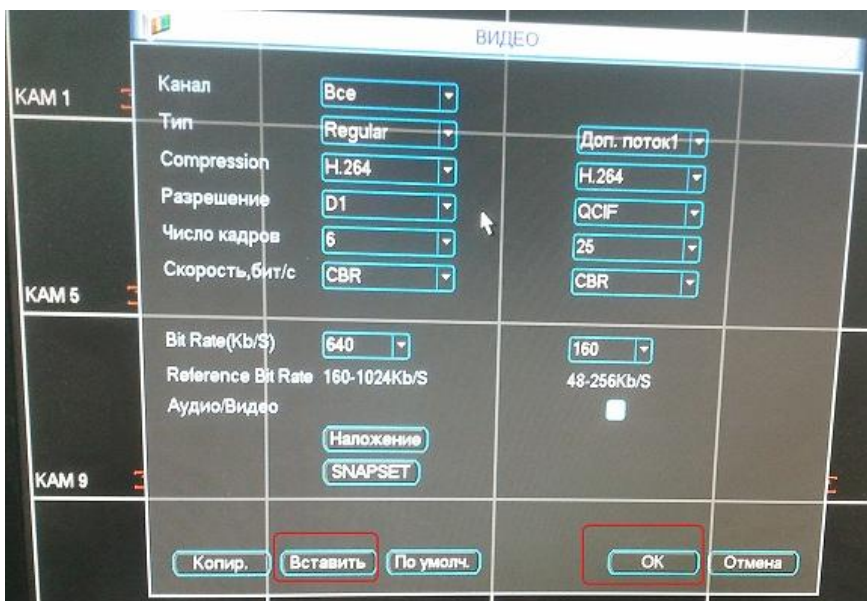 ВИДЕО
КАМ 1
Канал Все
Тип Regular Доп. поток1
Compression H.264 H.264
Разрешение D1 QCIF
Число кадров 6 25
Скорость,бит/с CBR CBR
КАМ 5
Bit Rate(Kb/S) 640 160
Reference Bit Rate 160-1024Kb/S 48-256Kb/S
Аудио/Видео
Наложение
КАМ 9 SNAPSET
Копир. Вставить По умолч. OK Отмена